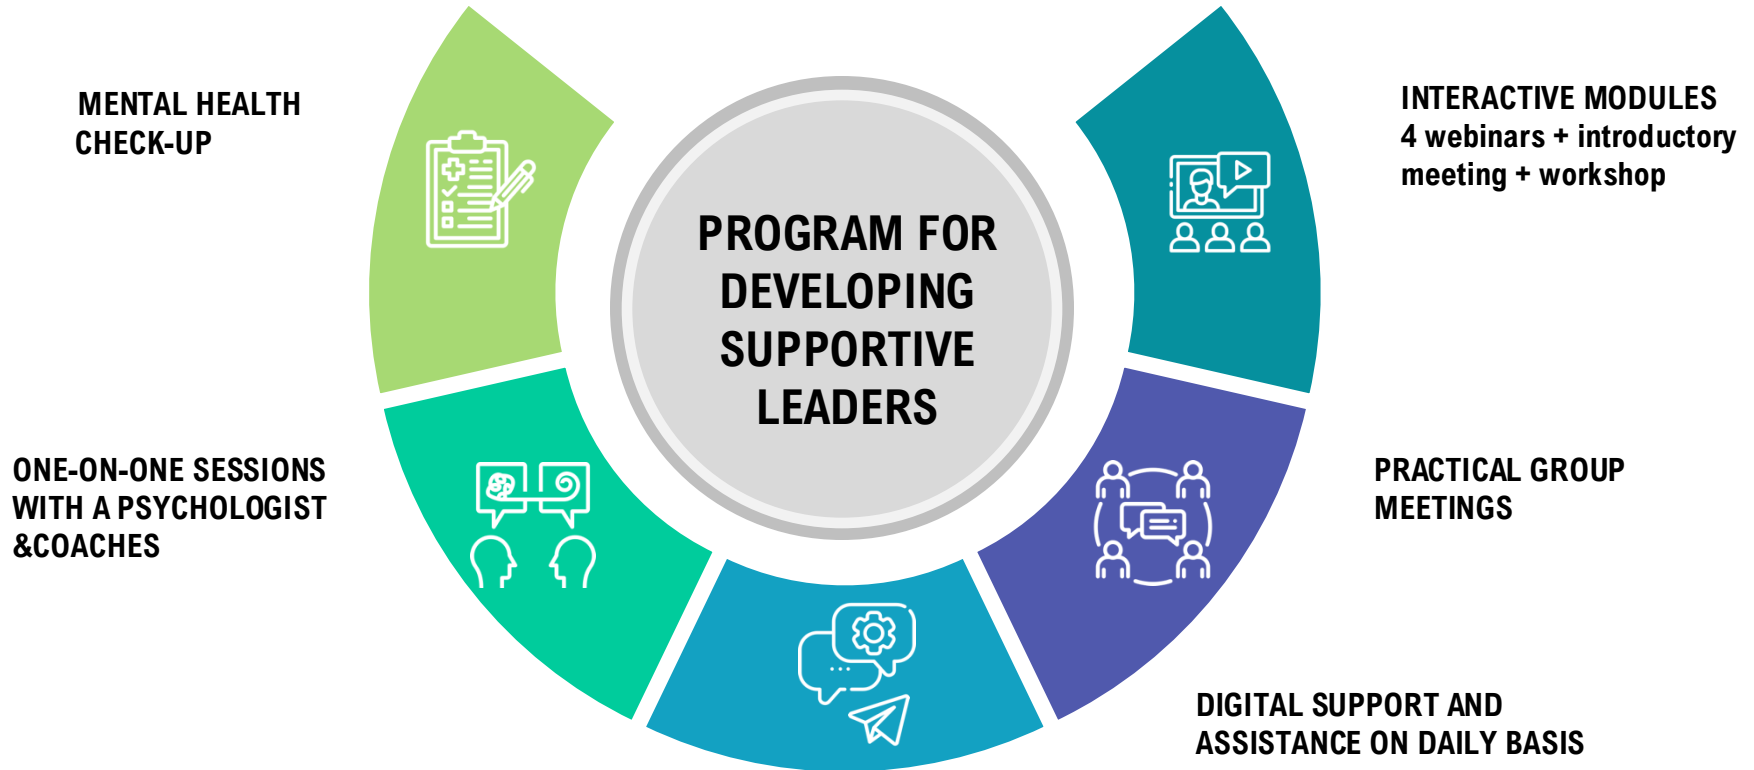 MENTAL HEALTH
CHECK-UP
INTERACTIVE MODULES
4 webinars + introductory
meeting + workshop
PROGRAM FOR
DEVELOPING
SUPPORTIVE
LEADERS
ONE-ON-ONE SESSIONS
WITH A PSYCHOLOGIST
&COACHES
PRACTICAL GROUP
MEETINGS
DIGITAL SUPPORT AND
ASSISTANCE ON DAILY BASIS